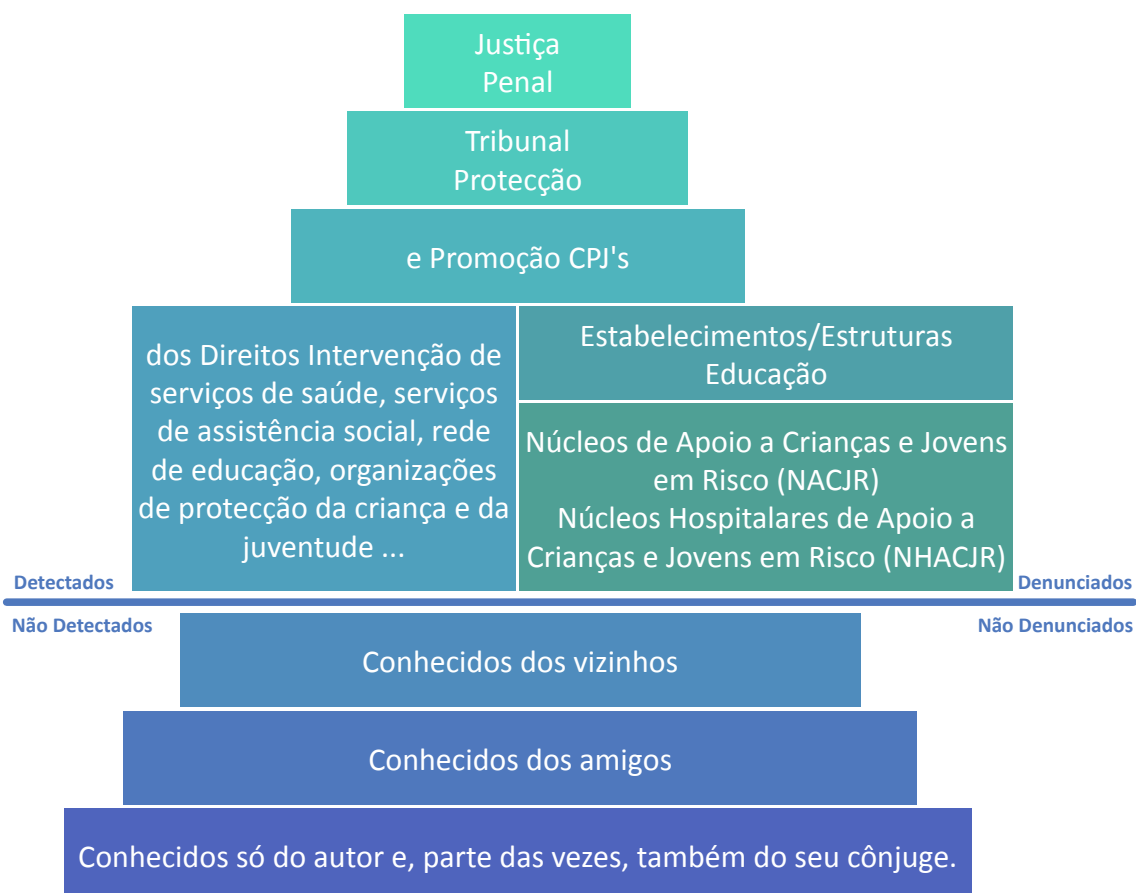 Justiça
Penal
Tribunal
Protecção
e Promoção CPJ's
dos Direitos Intervenção de
serviços de saúde, serviços
de assistência social, rede
de educação, organizações
de protecção da criança e da
juventude ...
Estabelecimentos/Estruturas
Educação
Núcleos de Apoio a Crianças e Jovens
em Risco (NACJR)
Núcleos Hospitalares de Apoio a
Crianças e Jovens em Risco (NHACJR)
Detectados
Denunciados
Não Detectados
Não Denunciados
Conhecidos dos vizinhos
Conhecidos dos amigos
Conhecidos só do autor e, parte das vezes, também do seu cônjuge.